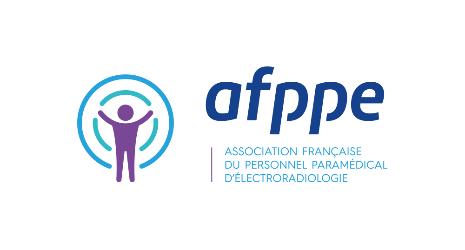 afppe
ASSOCIATION FRANÇAISE
DU PERSONNEL PARAMÉDICAL
D'ÉLECTRORADIOLOGIE